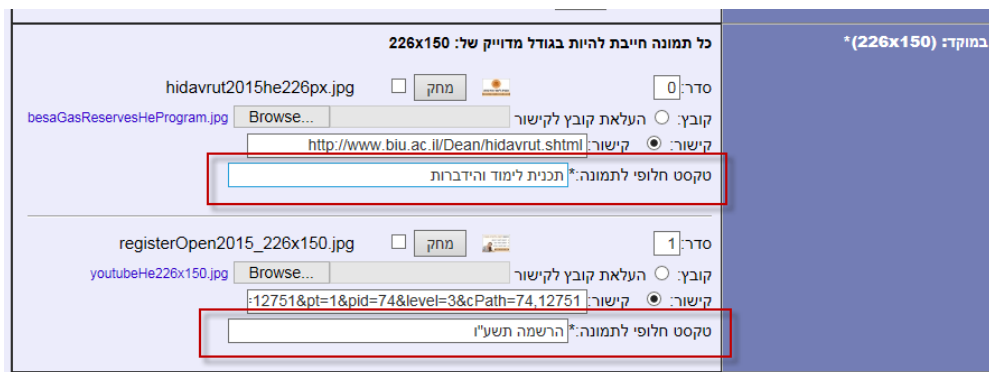 במוקד: (226x150)*
כל תמונה חייבת להיות בגודל מדוייק של: 226x150
סדר: 0 מחק hidavrut2015he226px.jpg
קובץ: העלאת קובץ לקישור Browse... besaGasReservesHeProgram.jpg
קישור: קישור: http://www.biu.ac.il/Dean/hidavrut.shtml
טקסט חלופי לתמונה:* תכנית לימוד והידברות
סדר: 1 מחק registerOpen2015_226x150.jpg
קובץ: העלאת קובץ לקישור Browse... youtubeHe226x150.jpg
קישור: קישור: =12751&pt=1&pid=74&level=3&cPath=74,12751
טקסט חלופי לתמונה:* הרשמה תשע"ו